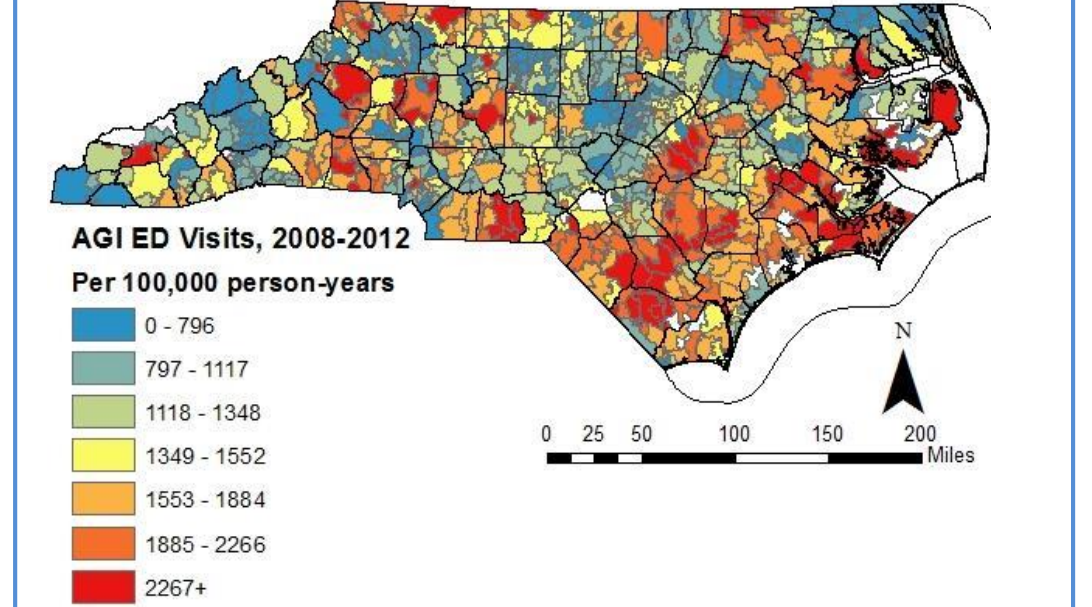 AGI ED Visits, 2008-2012
Per 100,000 person-years
0 - 796
797 - 1117
1118 - 1348
1349 - 1552
1553 - 1884
1885 - 2266
2267+
N
0 25 50 100 150 200
Miles